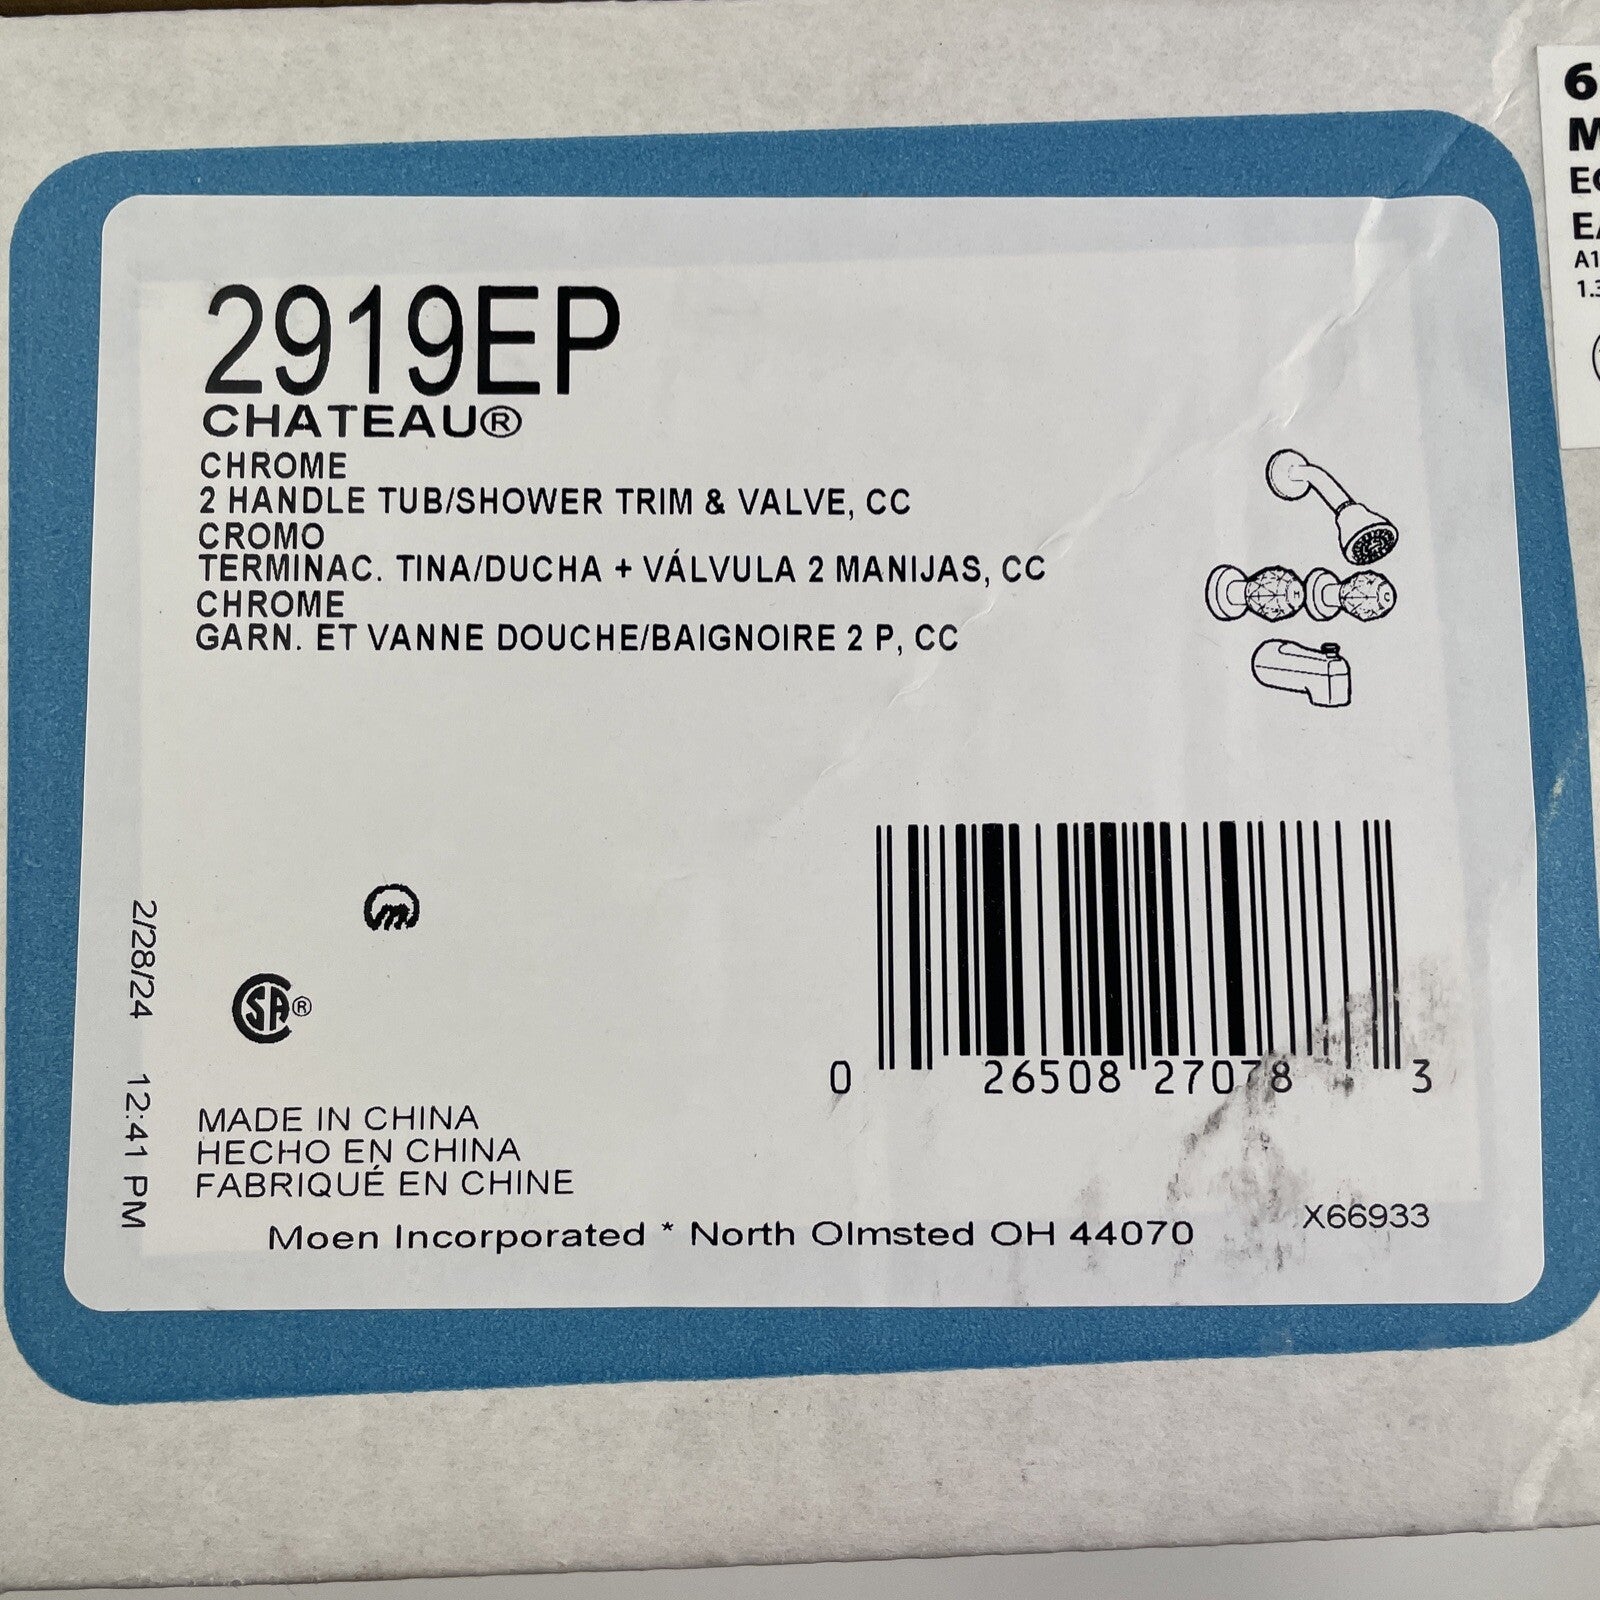 2919EP
CHATEAU®
CHROME
2 HANDLE TUB/SHOWER TRIM & VALVE, CC
CROMO
TERMINAC. TINA/DUCHA + VÁLVULA 2 MANIJAS, CC
CHROME
GARN. ET VANNE DOUCHE/BAIGNOIRE 2 P, CC
H C
2/28/24 12:41 PM
m
SA®
0 26508 27078 3
MADE IN CHINA
HECHO EN CHINA
FABRIQUÉ EN CHINE
Moen Incorporated * North Olmsted OH 44070
X66933